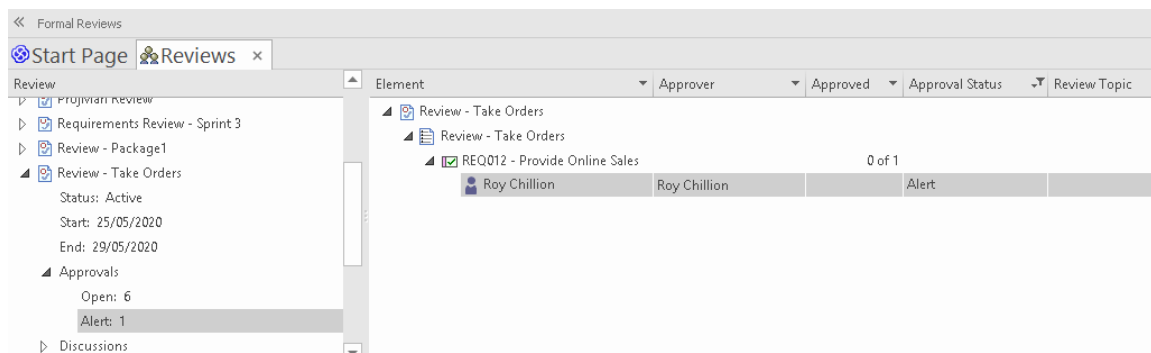 Formal Reviews
Start Page Reviews ×
Review
ProjMan Review
Requirements Review - Sprint 3
Review - Package1
Review - Take Orders
Status: Active
Start: 25/05/2020
End: 29/05/2020
Approvals
Open: 6
Alert: 1
Discussions
Element Approver Approved Approval Status Review Topic
Review - Take Orders
Review - Take Orders
REQ012 - Provide Online Sales 0 of 1
Roy Chillion Roy Chillion Alert